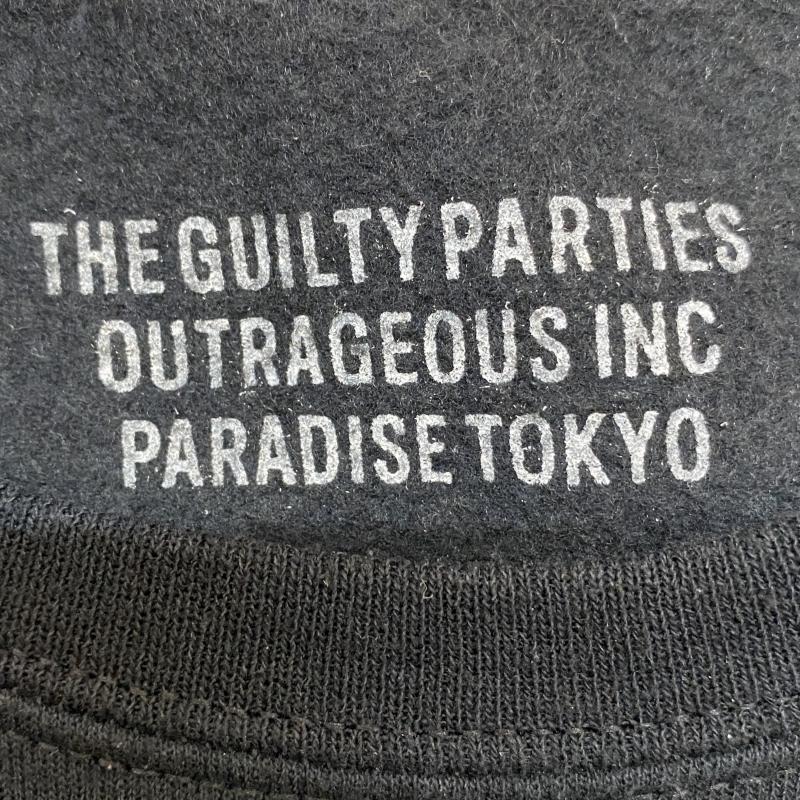 THE GUILTY PARTIES
OUTRAGEOUS INC
PARADISE TOKYO